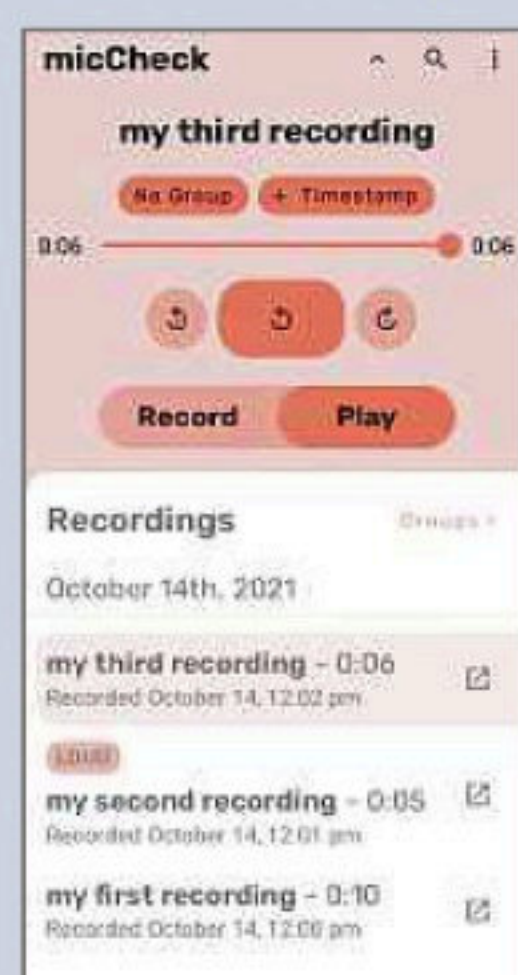 micCheck
my third recording
No Group + Timestamp
0:06 0:06
Record Play
Recordings Groups >
October 14th, 2021
my third recording - 0:06
Recorded October 14, 12:02 pm
LOUD
my second recording - 0:05
Recorded October 14, 12:01 pm
my first recording - 0:10
Recorded October 14, 12:00 pm